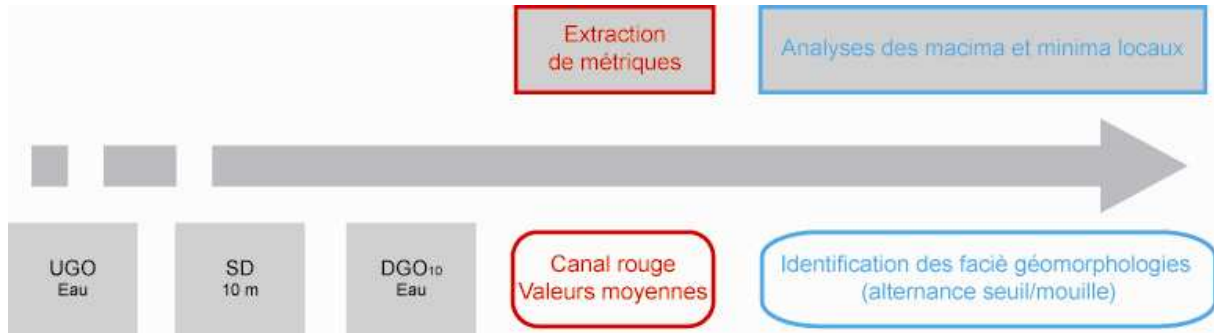 Extraction
de métriques
Analyses des macima et minima locaux
UGO
Eau
SD
10 m
DGO10
Eau
Canal rouge
Valeurs moyennes
Identification des faciè géomorphologies
(alternance seuil/mouille)